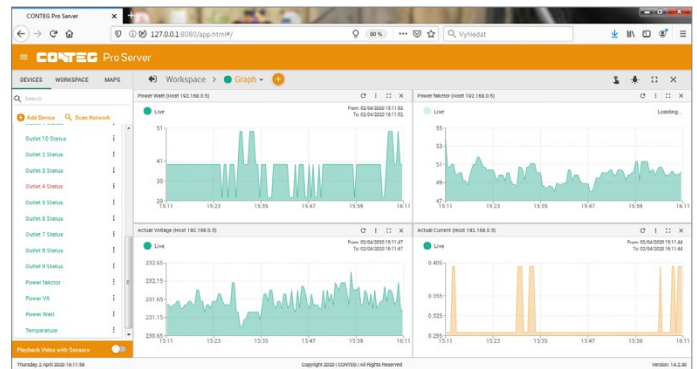 CONTEG Pro Server
127.0.0.1:8080/app.html#/
80 %
Vyhledat
CONTEG Pro Server
DEVICES WORKSPACE MAPS
Workspace > Graph
Search
Add Device Scan Network
Outlet 10 Status
Outlet 2 Status
Outlet 3 Status
Outlet 4 Status
Outlet 5 Status
Outlet 6 Status
Outlet 7 Status
Outlet 8 Status
Outlet 9 Status
Power faktor
Power VA
Power Watt
Temperature
Playback Video with Sensors
Power Watt (Host 192.168.0.5)
Live
From: 02/04/2020 15:11:52
To: 02/04/2020 16:11:52
51
41
35
29
15:11 15:23 15:35 15:47 15:59 16:11
Power faktor (Host 192.168.0.5)
Live
Loading...
55
53
51
49
47
15:11 15:23 15:35 15:47 15:59 16:11
Actual Voltage (Host 192.168.0.5)
Live
From: 02/04/2020 15:11:47
To: 02/04/2020 16:11:47
232.65
232.15
231.65
231.15
230.65
15:11 15:23 15:35 15:47 15:59 16:11
Actual Current (Host 192.168.0.5)
Live
From: 02/04/2020 15:11:44
To: 02/04/2020 16:11:44
0.405
0.355
0.325
0.295
15:11 15:23 15:35 15:47 15:59 16:11
Thursday, 2 April 2020 16:11:58
Copyright 2020 | CONTEG | All Rights Reserved
Version: 14.2.30